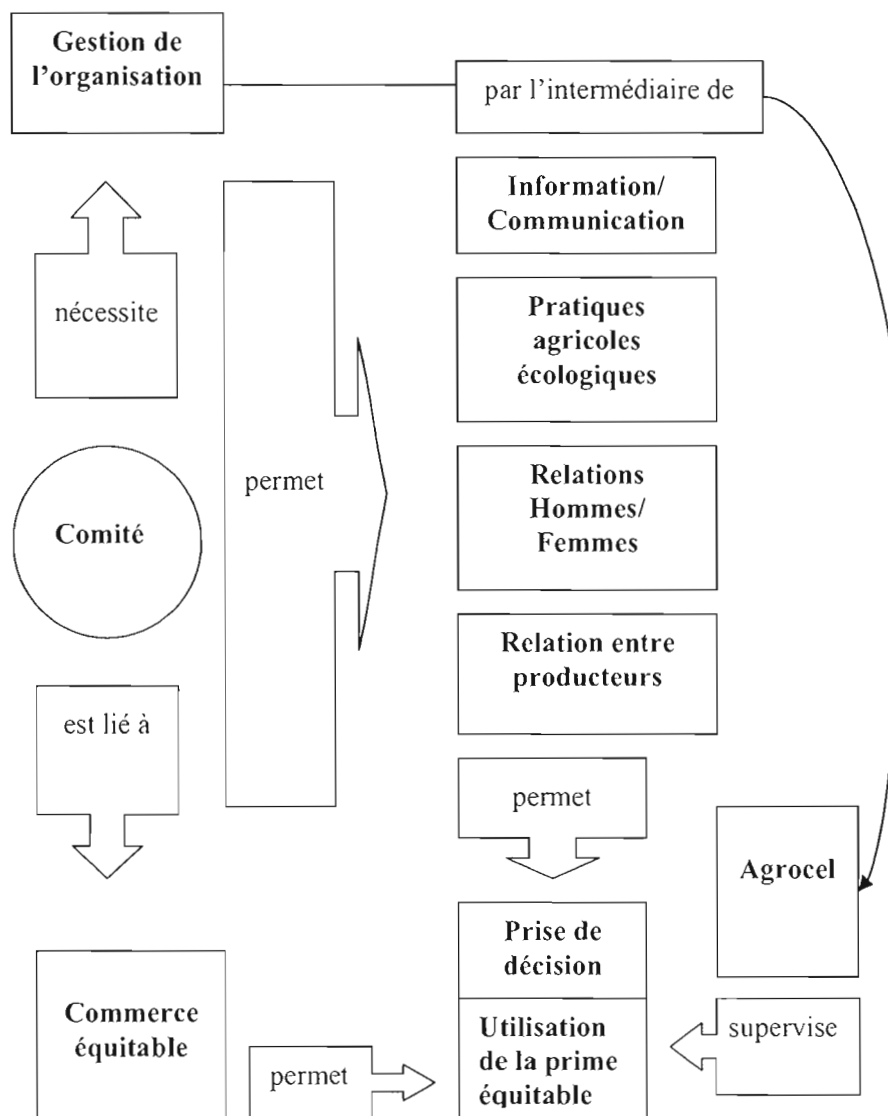 Gestion de
l'organisation
par l'intermédiaire de
Information/
Communication
nécessite
Pratiques
agricoles
écologiques
permet
Relations
Hommes/
Femmes
Comité
Relation entre
producteurs
est lié à
permet
Agrocel
Prise de
décision
Commerce
équitable
Utilisation
de la prime
équitable
supervise
permet